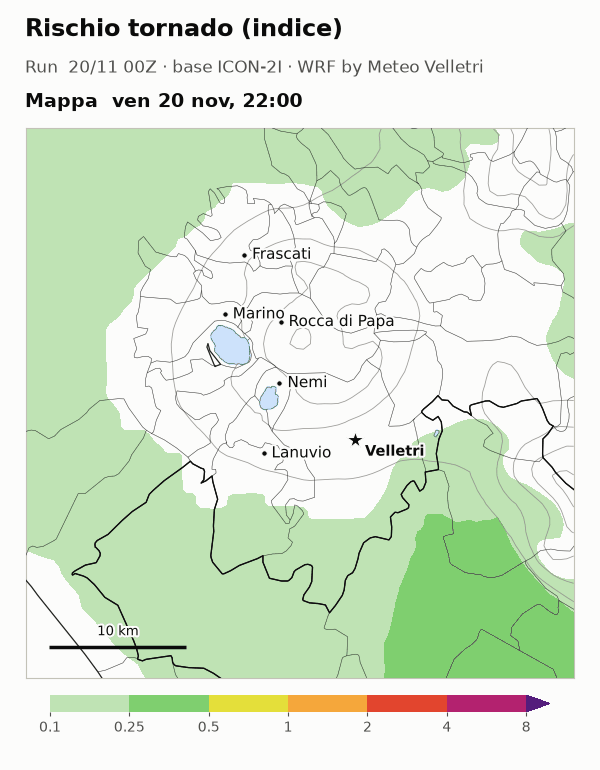 Rischio tornado (indice)
Run  20/11 00Z · base ICON-2I · WRF by Meteo Velletri
Mappa  ven 20 nov, 22:00
Frascati
Marino
Rocca di Papa
Nemi
Velletri
Lanuvio
10 km
0.1 0.25 0.5 1 2 4 8